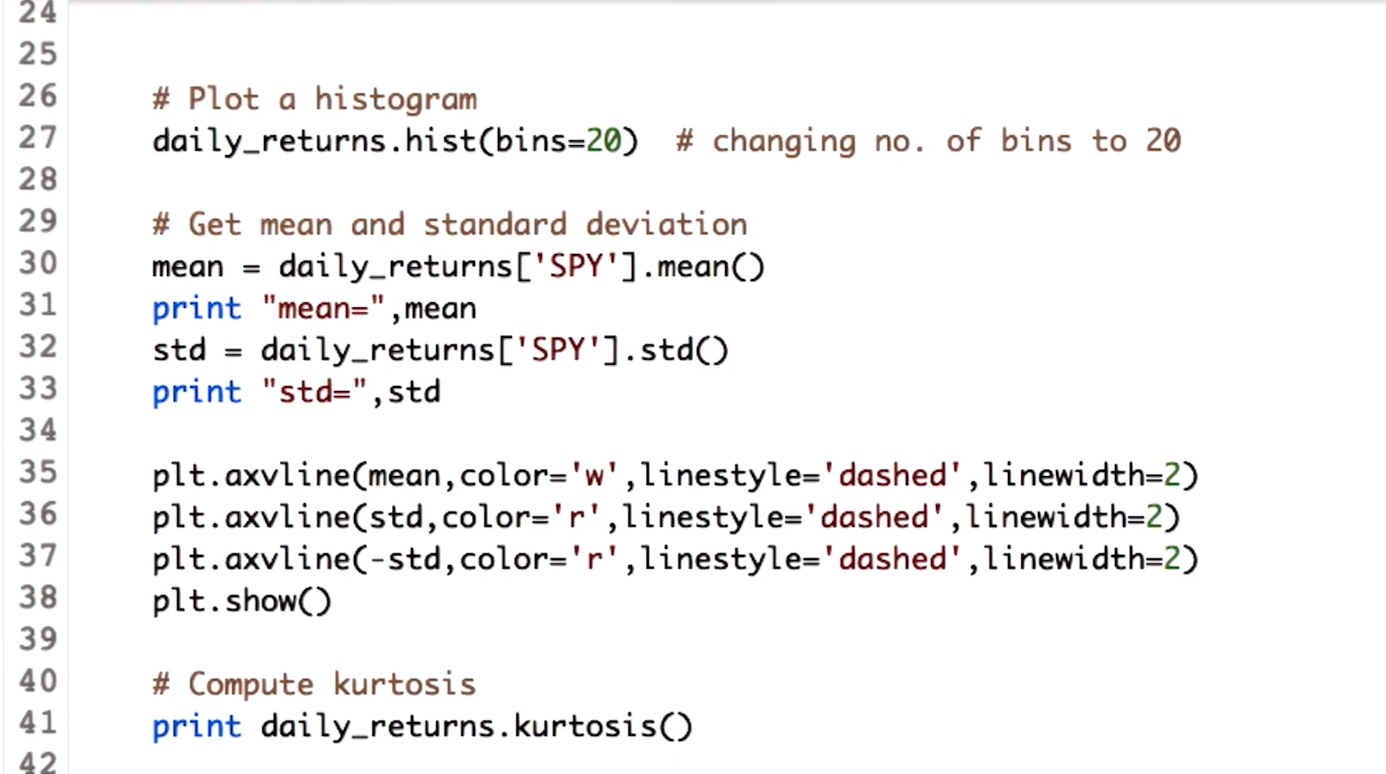 24
25
26 # Plot a histogram
27 daily_returns.hist(bins=20)  # changing no. of bins to 20
28
29 # Get mean and standard deviation
30 mean = daily_returns['SPY'].mean()
31 print "mean=",mean
32 std = daily_returns['SPY'].std()
33 print "std=",std
34
35 plt.axvline(mean,color='w',linestyle='dashed',linewidth=2)
36 plt.axvline(std,color='r',linestyle='dashed',linewidth=2)
37 plt.axvline(-std,color='r',linestyle='dashed',linewidth=2)
38 plt.show()
39
40 # Compute kurtosis
41 print daily_returns.kurtosis()
42